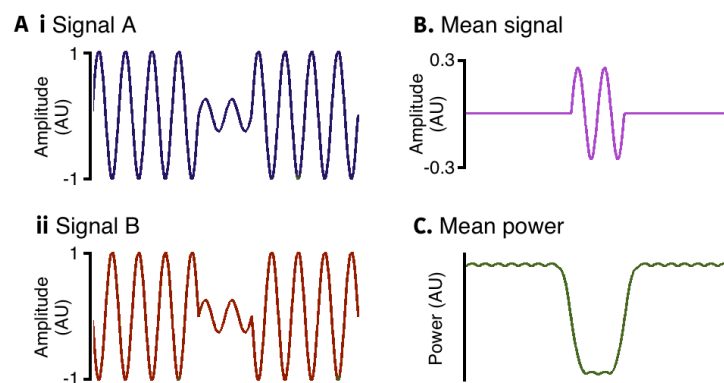 A i Signal A
1
Amplitude
(AU)
-1
ii Signal B
1
Amplitude
(AU)
-1
B. Mean signal
0.3
Amplitude
(AU)
-0.3
C. Mean power
Power (AU)